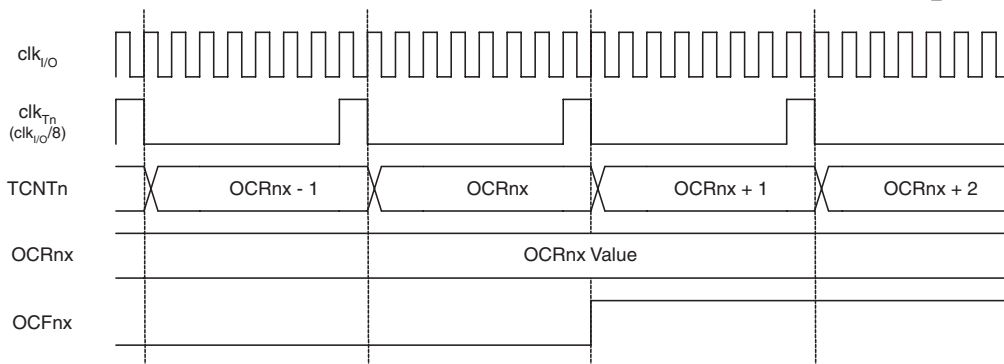 clkI/O
clkTn
(clkI/O/8)
TCNTn
OCRnx - 1
OCRnx
OCRnx + 1
OCRnx + 2
OCRnx
OCRnx Value
OCFnx